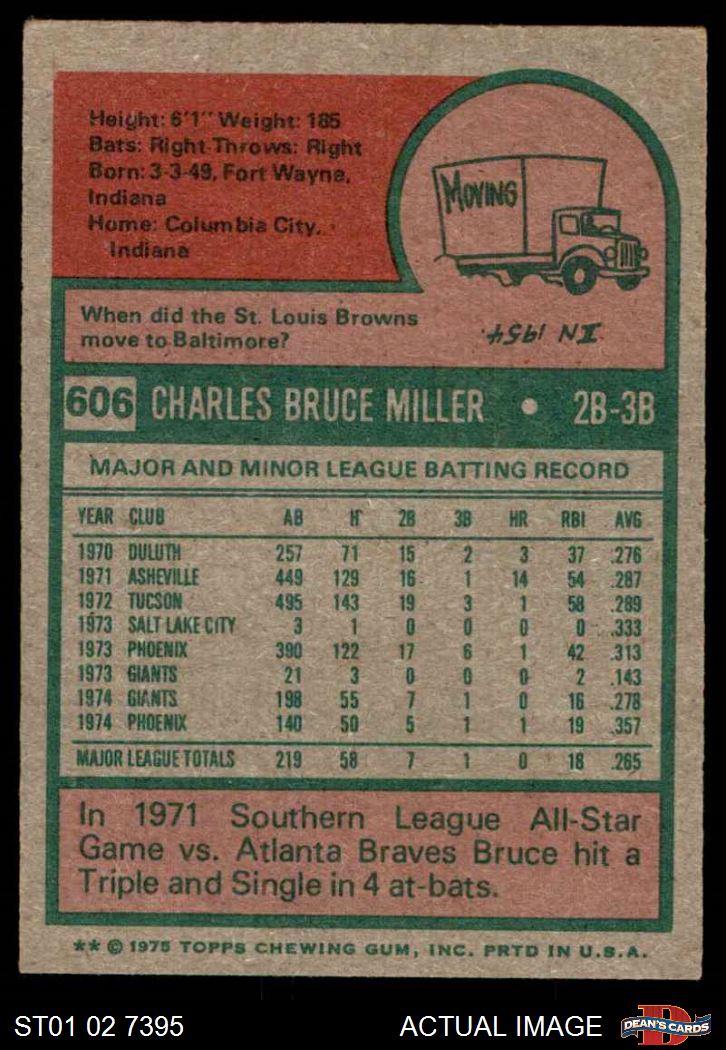 Height: 6'1" Weight: 185
Bats: Right Throws: Right
Born: 3-3-49, Fort Wayne,
Indiana
Home: Columbia City,
Indiana
MOVING
When did the St. Louis Browns
move to Baltimore?
IN 1954.
606 CHARLES BRUCE MILLER • 2B-3B
MAJOR AND MINOR LEAGUE BATTING RECORD
YEAR CLUB AB H 2B 3B HR RBI AVG
1970 DULUTH 257 71 15 2 3 37 .276
1971 ASHEVILLE 449 129 16 1 14 54 .287
1972 TUCSON 495 143 19 3 1 58 .289
1973 SALT LAKE CITY 3 1 0 0 0 0 .333
1973 PHOENIX 390 122 17 6 1 42 .313
1973 GIANTS 21 3 0 0 0 2 .143
1974 GIANTS 198 55 7 1 0 16 .278
1974 PHOENIX 140 50 5 1 1 19 .357
MAJOR LEAGUE TOTALS 219 58 7 1 0 18 .265
In 1971 Southern League All-Star
Game vs. Atlanta Braves Bruce hit a
Triple and Single in 4 at-bats.
** © 1975 TOPPS CHEWING GUM, INC. PRTD IN U.S.A.
ST01 02 7395 ACTUAL IMAGE D DEAN'S CARDS